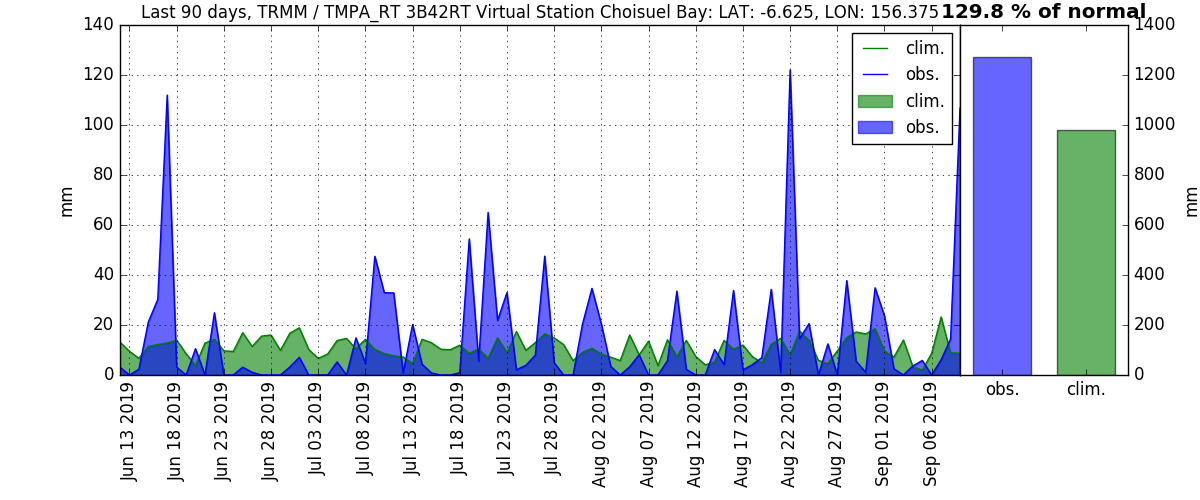 Last 90 days, TRMM / TMPA_RT 3B42RT Virtual Station Choisuel Bay: LAT: -6.625, LON: 156.375 129.8 % of normal
140
120
100
80
60
40
20
0
mm
clim.
obs.
clim.
obs.
1400
1200
1000
800
600
400
200
0
mm
Jun 13 2019
Jun 18 2019
Jun 23 2019
Jun 28 2019
Jul 03 2019
Jul 08 2019
Jul 13 2019
Jul 18 2019
Jul 23 2019
Jul 28 2019
Aug 02 2019
Aug 07 2019
Aug 12 2019
Aug 17 2019
Aug 22 2019
Aug 27 2019
Sep 01 2019
Sep 06 2019
obs.
clim.